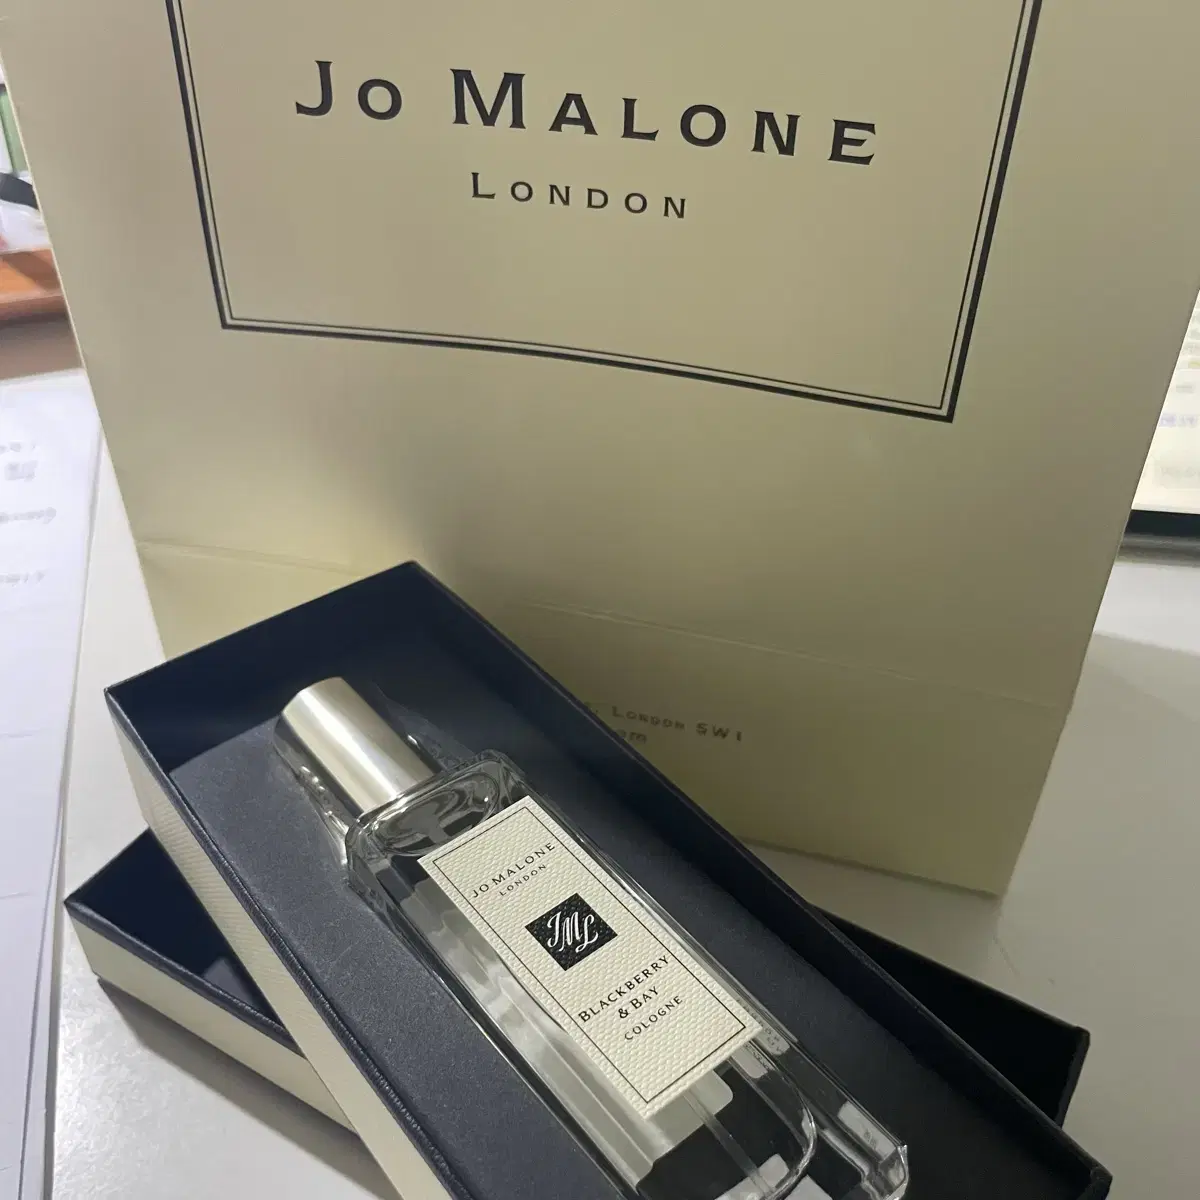 JO MALONE
LONDON
LONDON SW1
JO MALONE
LONDON
JML
BLACKBERRY
& BAY
COLOGNE